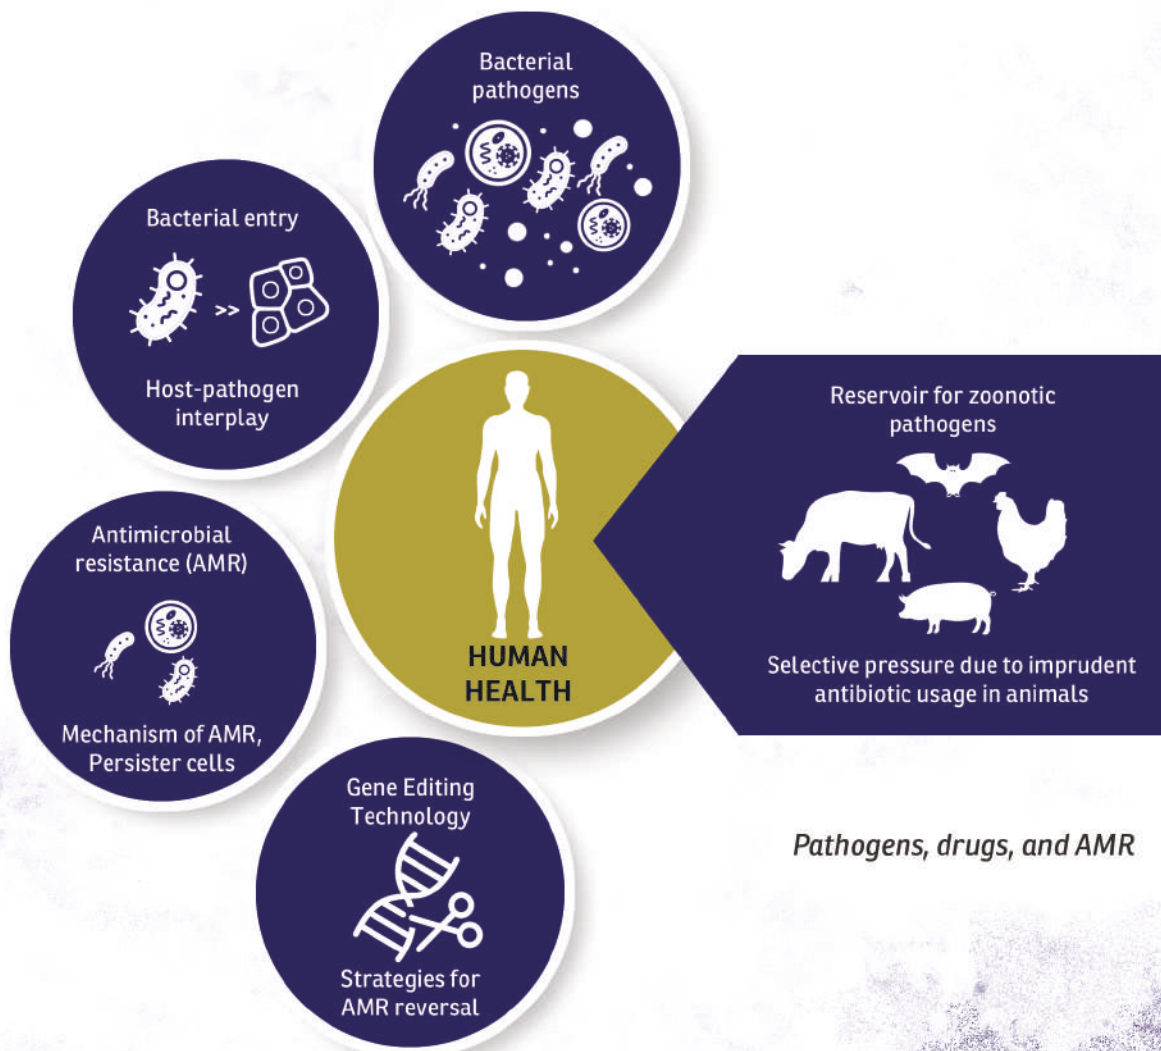 Bacterial
pathogens
Bacterial entry
>>
Host-pathogen
interplay
Antimicrobial
resistance (AMR)
Mechanism of AMR,
Persister cells
Gene Editing
Technology
Strategies for
AMR reversal
HUMAN
HEALTH
Reservoir for zoonotic
pathogens
Selective pressure due to imprudent
antibiotic usage in animals
Pathogens, drugs, and AMR